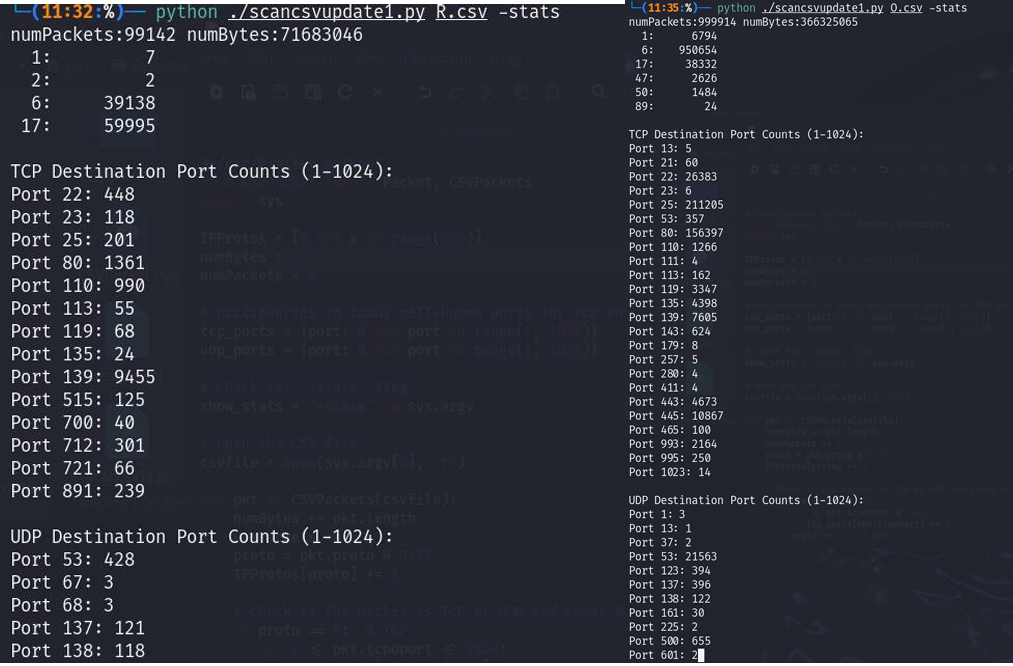 └─(11:32:%)── python ./scancsvupdate1.py R.csv -stats
numPackets:99142 numBytes:71683046
1: 7
2: 2
6: 39138
17: 59995
TCP Destination Port Counts (1-1024):
Port 22: 448
Port 23: 118
Port 25: 201
Port 80: 1361
Port 110: 990
Port 113: 55
Port 119: 68
Port 135: 24
Port 139: 9455
Port 515: 125
Port 700: 40
Port 712: 301
Port 721: 66
Port 891: 239
UDP Destination Port Counts (1-1024):
Port 53: 428
Port 67: 3
Port 68: 3
Port 137: 121
Port 138: 118
└─(11:35:%)── python ./scancsvupdate1.py O.csv -stats
numPackets:999914 numBytes:366325065
1: 6794
6: 950654
17: 38332
47: 2626
50: 1484
89: 24
TCP Destination Port Counts (1-1024):
Port 13: 5
Port 21: 60
Port 22: 26383
Port 23: 6
Port 25: 211205
Port 53: 357
Port 80: 156397
Port 110: 1266
Port 111: 4
Port 113: 162
Port 119: 3347
Port 135: 4398
Port 139: 7605
Port 143: 624
Port 179: 8
Port 257: 5
Port 280: 4
Port 411: 4
Port 443: 4673
Port 445: 10867
Port 465: 100
Port 993: 2164
Port 995: 250
Port 1023: 14
UDP Destination Port Counts (1-1024):
Port 1: 3
Port 13: 1
Port 37: 2
Port 53: 21563
Port 123: 394
Port 137: 396
Port 138: 122
Port 161: 30
Port 225: 2
Port 500: 655
Port 601: 2